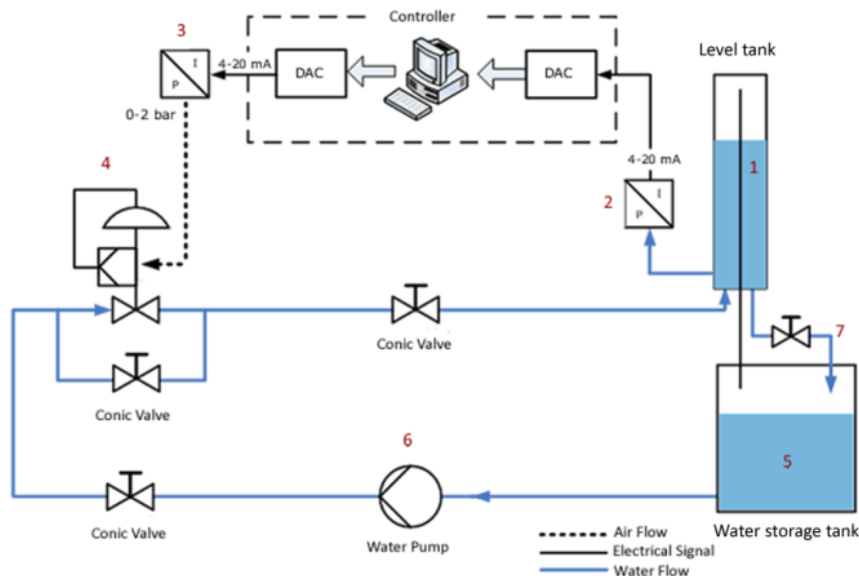 Controller
3
Level tank
I
P
4-20 mA
DAC
DAC
0-2 bar
4-20 mA
4
1
2
I
P
Conic Valve
7
Conic Valve
6
5
Conic Valve
Water Pump
Air Flow
Electrical Signal
Water Flow
Water storage tank